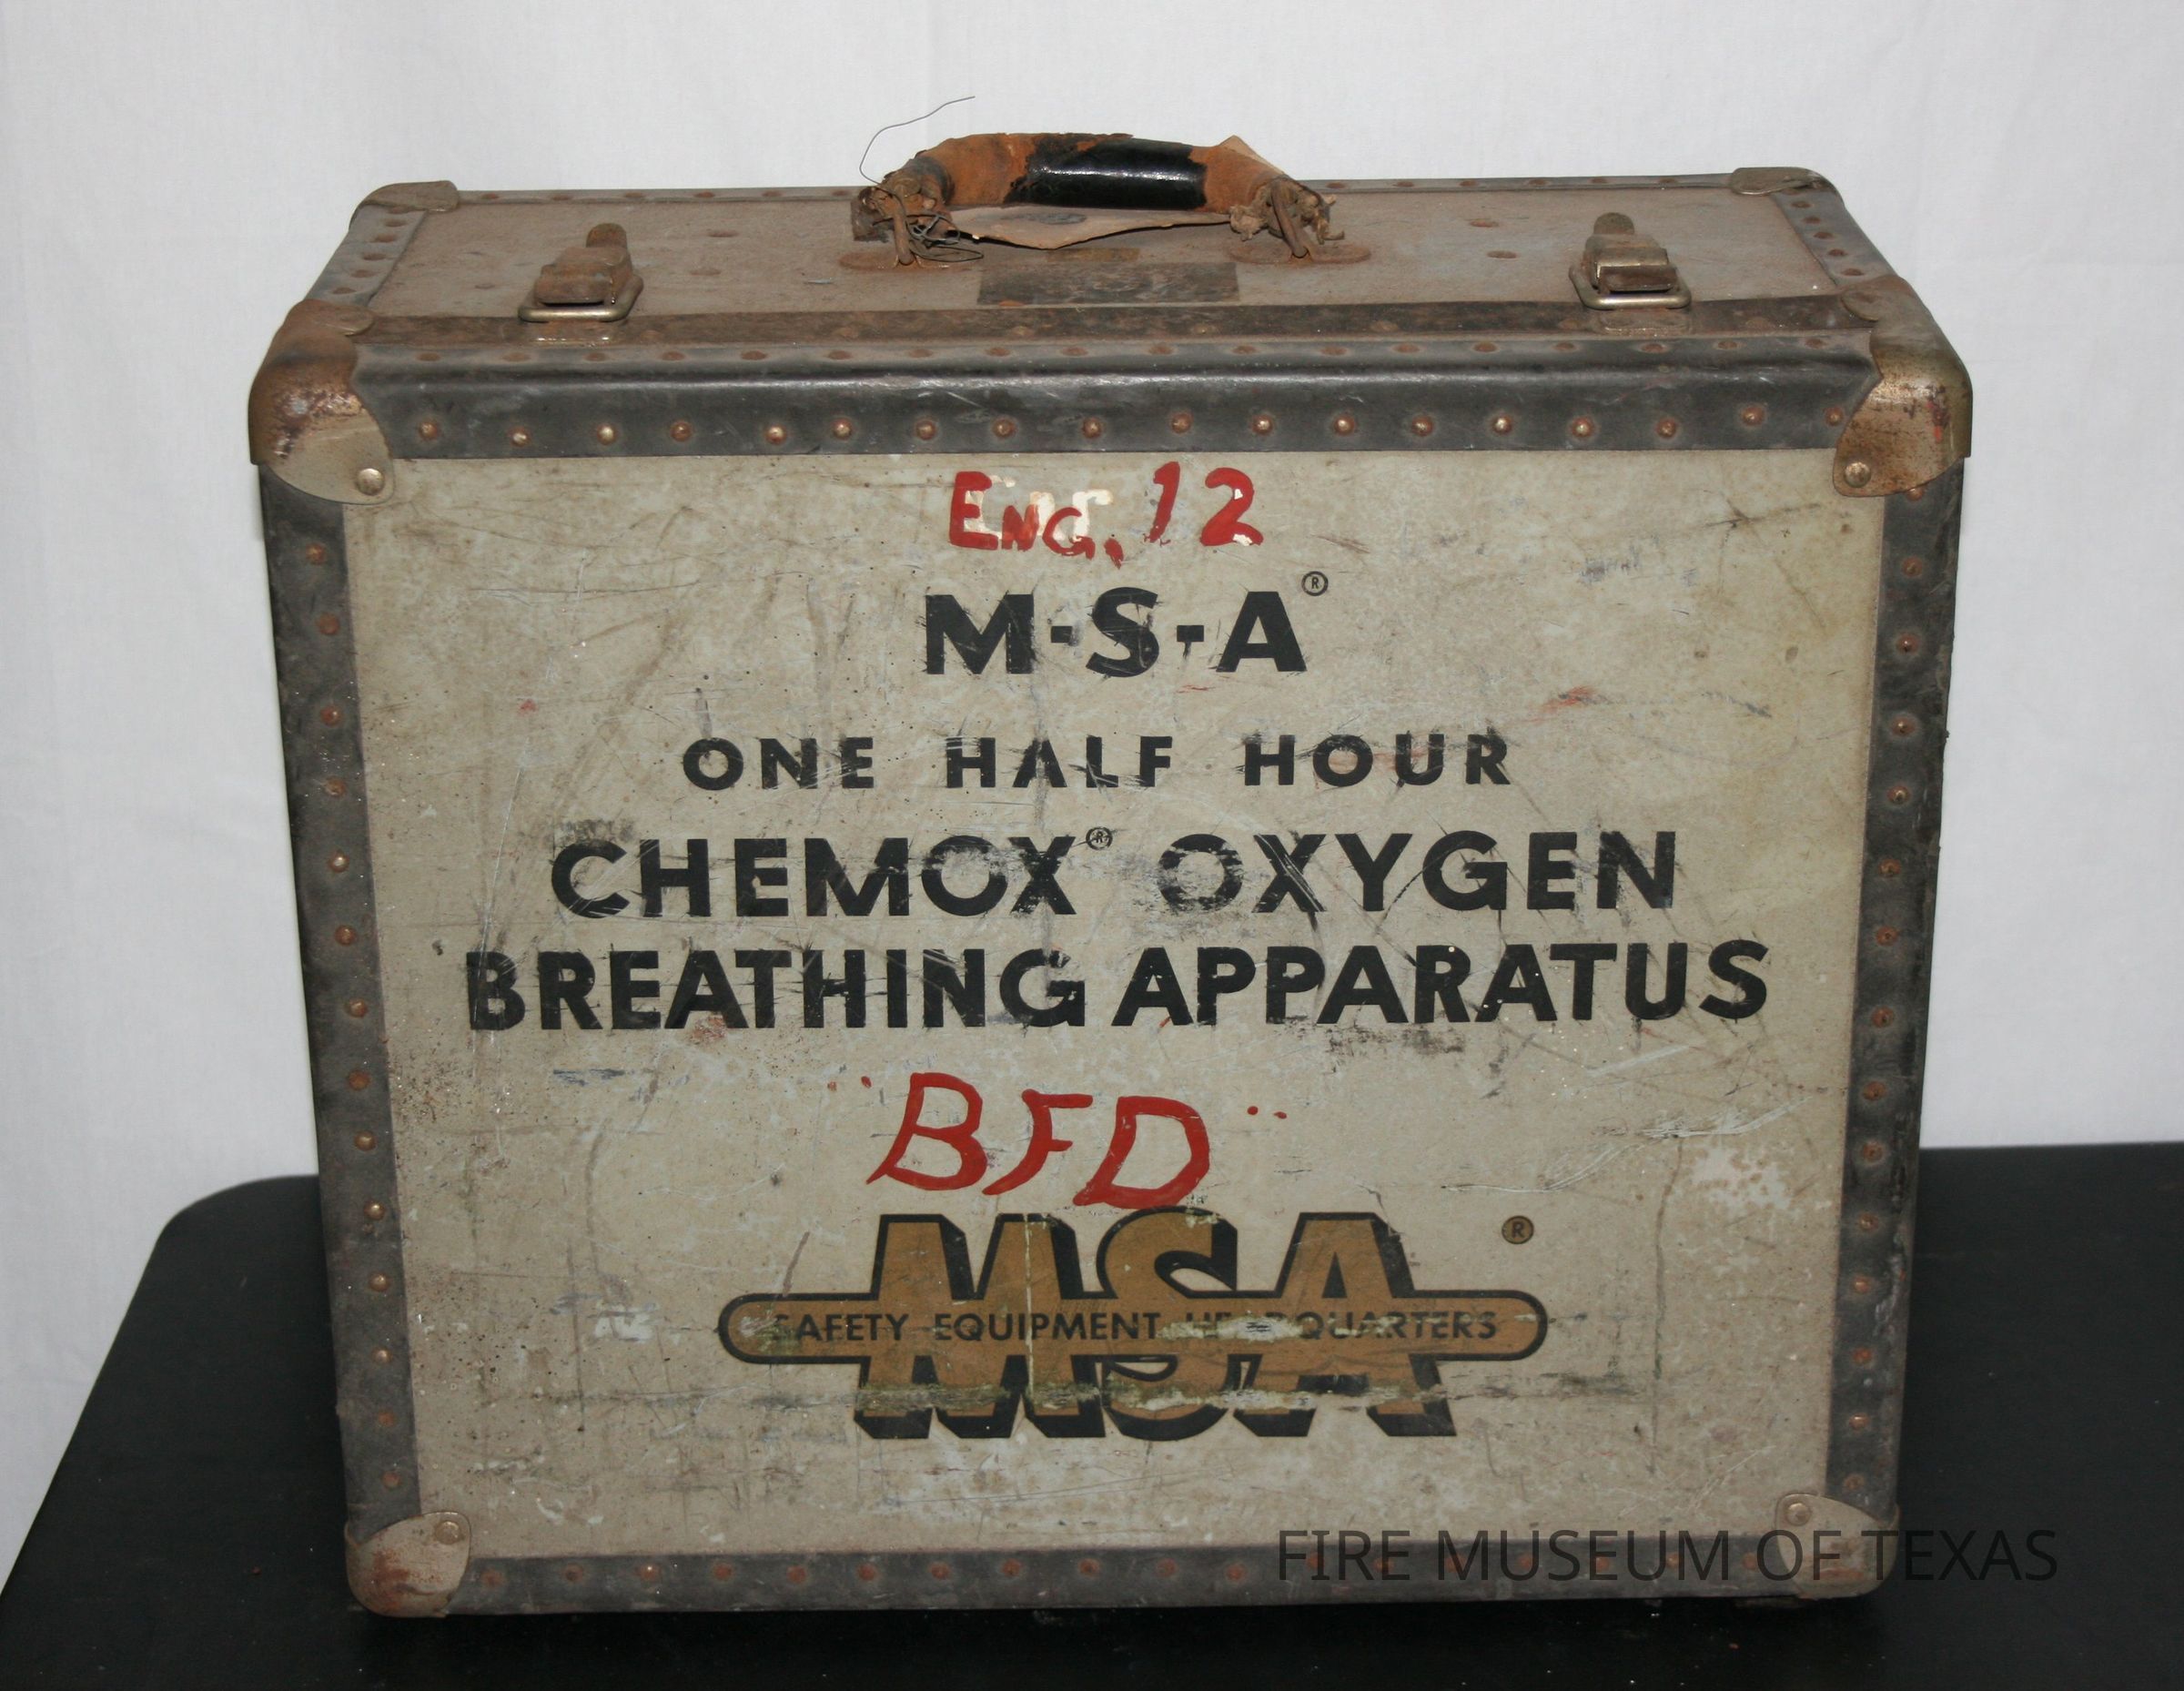 ENG. 12
M-S-A®
ONE HALF HOUR
CHEMOX® OXYGEN
BREATHING APPARATUS
"BFD"
MSA ®
SAFETY EQUIPMENT HEADQUARTERS
FIRE MUSEUM OF TEXAS